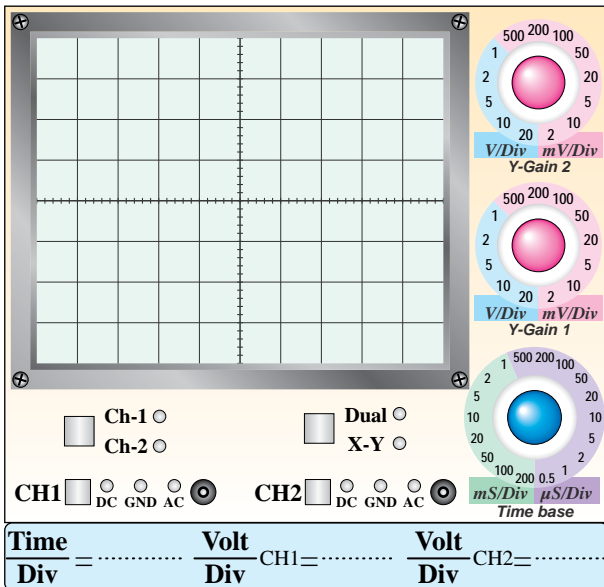 500 200 100
1 50
2 20
5 10
10 5
20 2
V/Div mV/Div
Y-Gain 2
500 200 100
1 50
2 20
5 10
10 5
20 2
V/Div mV/Div
Y-Gain 1
1 500 200 100
2 50
5 20
10 10
20 5
50 2
100 200 0.5 1
mS/Div µS/Div
Time base
Ch-1
Ch-2
Dual
X-Y
CH1 DC GND AC
CH2 DC GND AC
Time
Div = ............
Volt
Div CH1=............
Volt
Div CH2=............